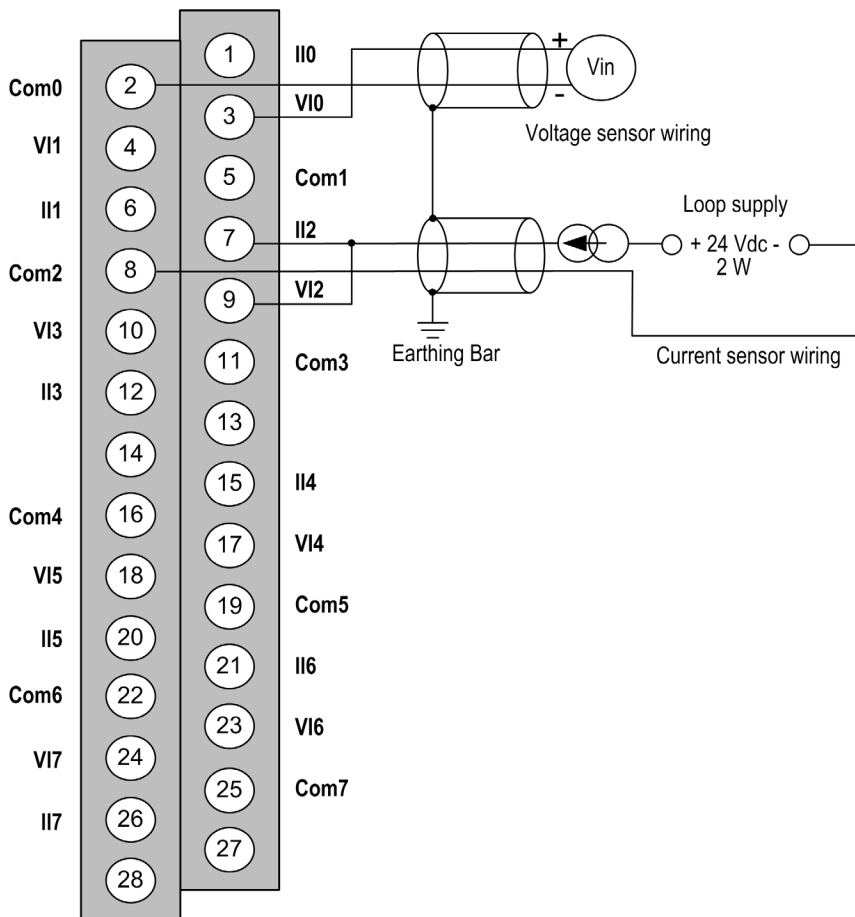 1 II0
+
Vin
-
Com0 2
3 VI0
Voltage sensor wiring
VI1 4
5 Com1
II1 6
7 II2
Loop supply
+ 24 Vdc -
2 W
Com2 8
9 VI2
VI3 10
Earthing Bar
Current sensor wiring
11 Com3
II3 12
13
14
15 II4
Com4 16
17 VI4
VI5 18
19 Com5
II5 20
21 II6
Com6 22
23 VI6
VI7 24
25 Com7
II7 26
27
28